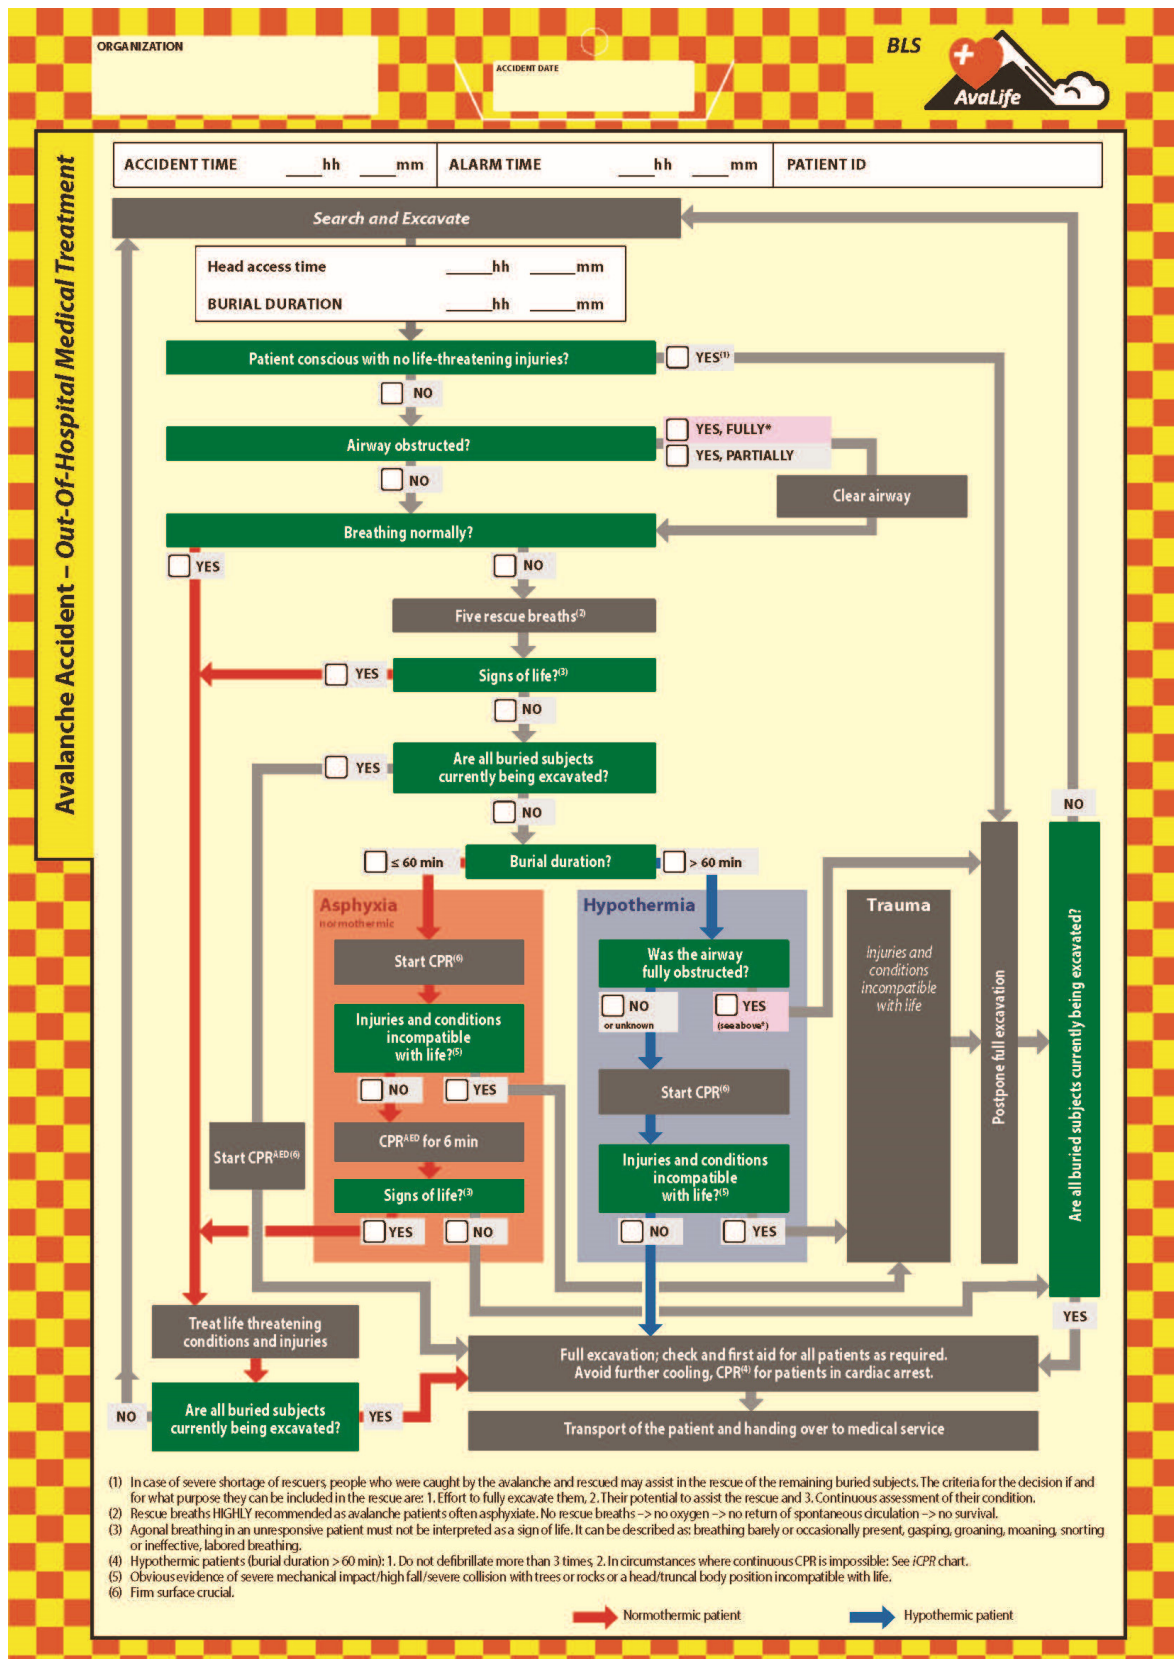 ORGANIZATION
ACCIDENT DATE
BLS
AvaLife
Avalanche Accident – Out-Of-Hospital Medical Treatment
ACCIDENT TIME ____hh ____mm
ALARM TIME ____hh ____mm
PATIENT ID
Search and Excavate
Head access time ____hh ____mm
BURIAL DURATION ____hh ____mm
Patient conscious with no life-threatening injuries?
YES(1)
NO
Airway obstructed?
YES, FULLY*
YES, PARTIALLY
NO
Clear airway
Breathing normally?
YES
NO
Five rescue breaths(2)
Signs of life?(3)
YES
NO
Are all buried subjects
currently being excavated?
YES
NO
Burial duration?
≤ 60 min
> 60 min
Asphyxia
normothermic
Start CPR(6)
Injuries and conditions
incompatible
with life?(5)
NO
YES
CPRAED for 6 min
Signs of life?(3)
YES
NO
Start CPRAED(6)
Hypothermia
Was the airway
fully obstructed?
NO
or unknown
YES
(see above*)
Start CPR(6)
Injuries and conditions
incompatible
with life?(5)
NO
YES
Trauma
Injuries and
conditions
incompatible
with life
Postpone full excavation
NO
Are all buried subjects currently being excavated?
YES
Treat life threatening
conditions and injuries
Are all buried subjects
currently being excavated?
NO
YES
Full excavation; check and first aid for all patients as required.
Avoid further cooling, CPR(4) for patients in cardiac arrest.
Transport of the patient and handing over to medical service
(1) In case of severe shortage of rescuers, people who were caught by the avalanche and rescued may assist in the rescue of the remaining buried subjects. The criteria for the decision if and
for what purpose they can be included in the rescue are: 1. Effort to fully excavate them, 2. Their potential to assist the rescue and 3. Continuous assessment of their condition.
(2) Rescue breaths HIGHLY recommended as avalanche patients often asphyxiate. No rescue breaths –> no oxygen –> no return of spontaneous circulation –> no survival.
(3) Agonal breathing in an unresponsive patient must not be interpreted as a sign of life. It can be described as: breathing barely or occasionally present, gasping, groaning, moaning, snorting
or ineffective, labored breathing.
(4) Hypothermic patients (burial duration > 60 min): 1. Do not defibrillate more than 3 times, 2. In circumstances where continuous CPR is impossible: See iCPR chart.
(5) Obvious evidence of severe mechanical impact/high fall/severe collision with trees or rocks or a head/truncal body position incompatible with life.
(6) Firm surface crucial.
Normothermic patient
Hypothermic patient